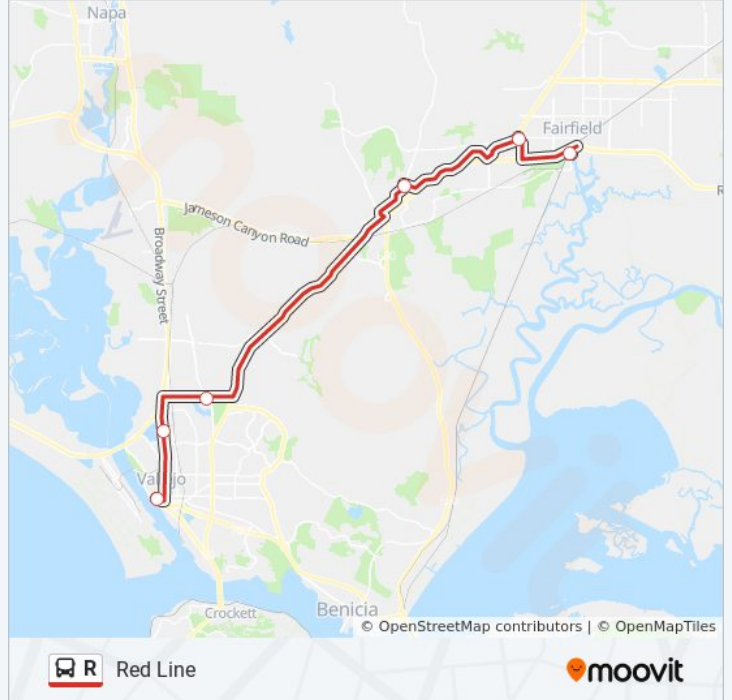 Napa
Fairfield
R
Jameson Canyon Road
Broadway Street
Vallejo
Crockett
Benicia
© OpenStreetMap contributors | © OpenMapTiles
R Red Line
moovit